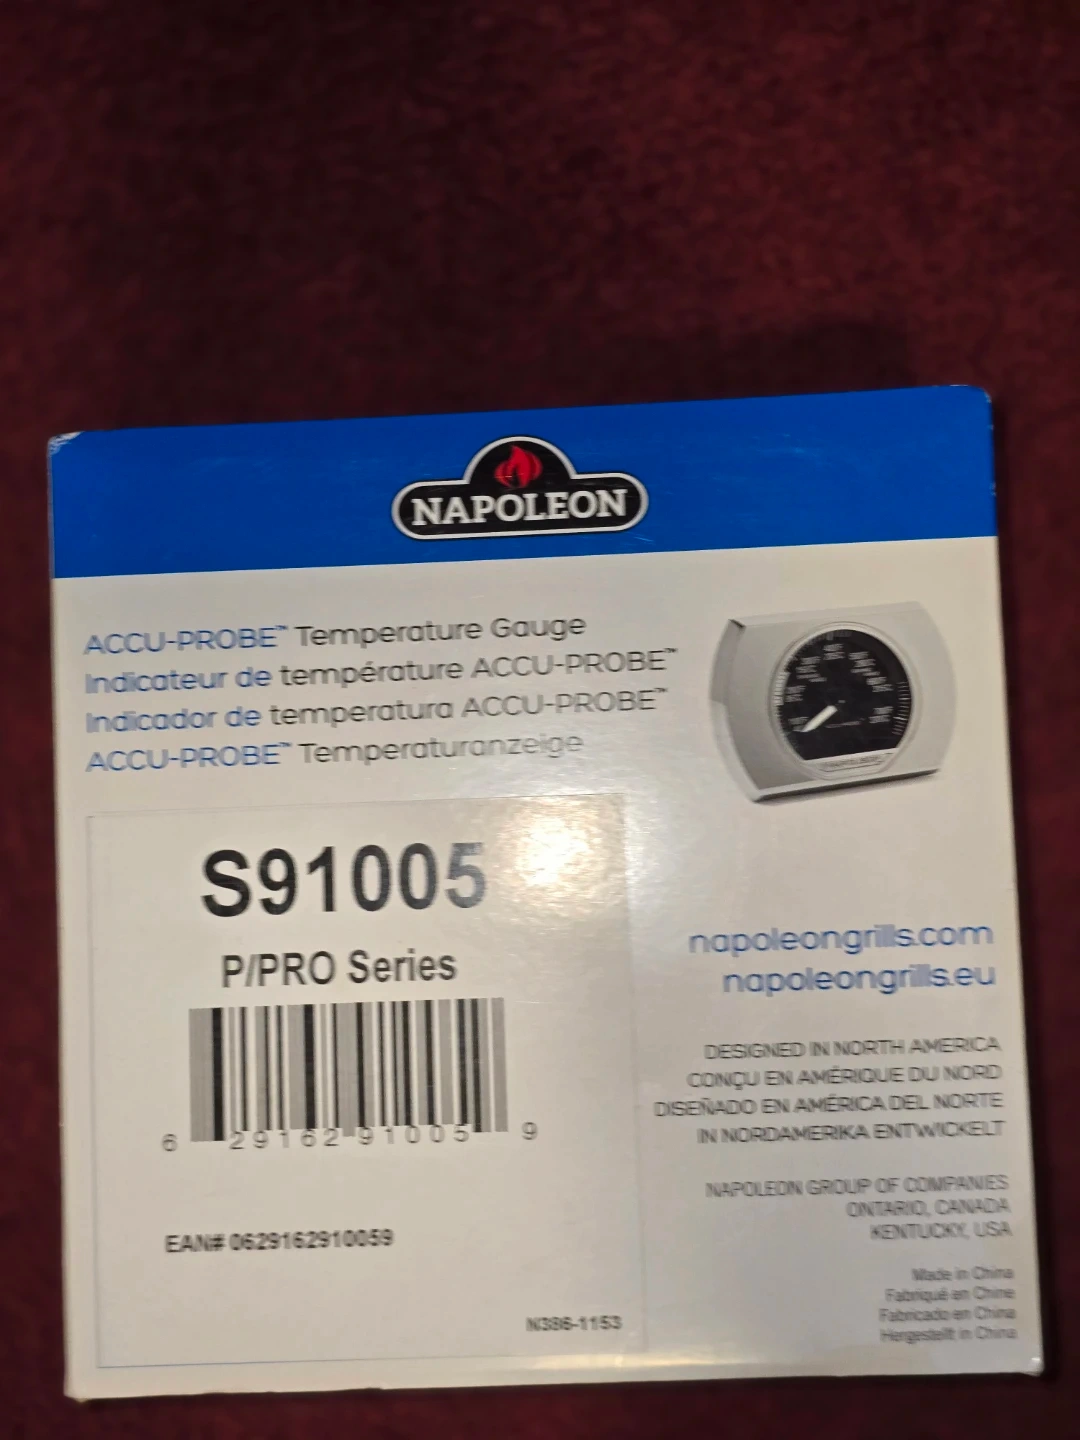 NAPOLEON
ACCU-PROBE™ Temperature Gauge
Indicateur de température ACCU-PROBE™
Indicador de temperatura ACCU-PROBE™
ACCU-PROBE™ Temperaturanzeige
S91005
P/PRO Series
6 29162 91005 9
EAN# 0629162910059
N386-1153
napoleongrills.com
napoleongrills.eu
DESIGNED IN NORTH AMERICA
CONÇU EN AMÉRIQUE DU NORD
DISEÑADO EN AMÉRICA DEL NORTE
IN NORDAMERIKA ENTWICKELT
NAPOLEON GROUP OF COMPANIES
ONTARIO, CANADA
KENTUCKY, USA
Made in China
Fabriqué en Chine
Fabricado en China
Hergestellt in China